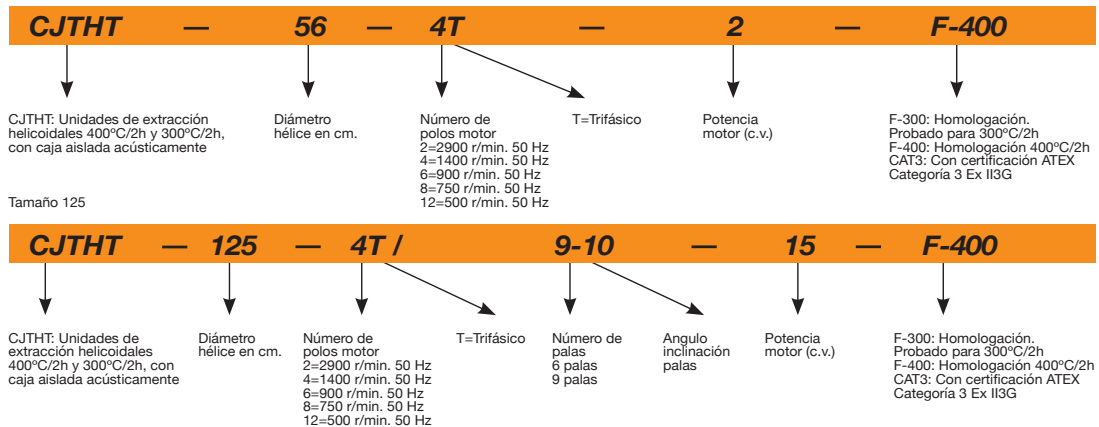 CJTHT — 56 — 4T — 2 — F-400
CJTHT: Unidades de extracción
helicoidales 400ºC/2h y 300ºC/2h,
con caja aislada acústicamente
Diámetro
hélice en cm.
Número de
polos motor
2=2900 r/min. 50 Hz
4=1400 r/min. 50 Hz
6=900 r/min. 50 Hz
8=750 r/min. 50 Hz
12=500 r/min. 50 Hz
T=Trifásico
Potencia
motor (c.v.)
F-300: Homologación.
Probado para 300ºC/2h
F-400: Homologación 400ºC/2h
CAT3: Con certificación ATEX
Categoría 3 Ex II3G
Tamaño 125
CJTHT — 125 — 4T / 9-10 — 15 — F-400
CJTHT: Unidades de
extracción helicoidales
400ºC/2h y 300ºC/2h, con
caja aislada acústicamente
Diámetro
hélice en cm.
Número de
polos motor
2=2900 r/min. 50 Hz
4=1400 r/min. 50 Hz
6=900 r/min. 50 Hz
8=750 r/min. 50 Hz
12=500 r/min. 50 Hz
T=Trifásico
Número de
palas
6 palas
9 palas
Angulo
inclinación
palas
Potencia
motor (c.v.)
F-300: Homologación.
Probado para 300ºC/2h
F-400: Homologación 400ºC/2h
CAT3: Con certificación ATEX
Categoría 3 Ex II3G